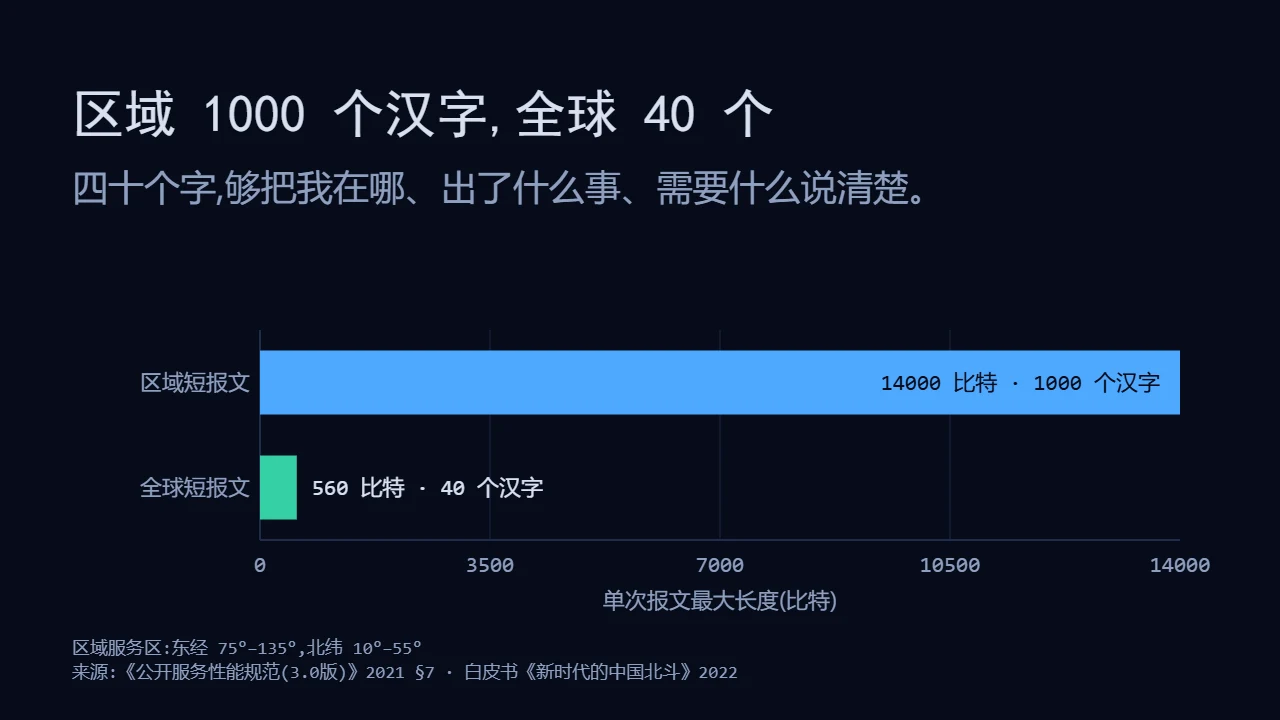 区域 1000 个汉字,全球 40 个
四十个字,够把我在哪、出了什么事、需要什么说清楚。
区域短报文
14000 比特 · 1000 个汉字
全球短报文
560 比特 · 40 个汉字
0 3500 7000 10500 14000
单次报文最大长度(比特)
区域服务区:东经 75°–135°,北纬 10°–55°
来源:《公开服务性能规范(3.0版)》2021 §7 · 白皮书《新时代的中国北斗》2022